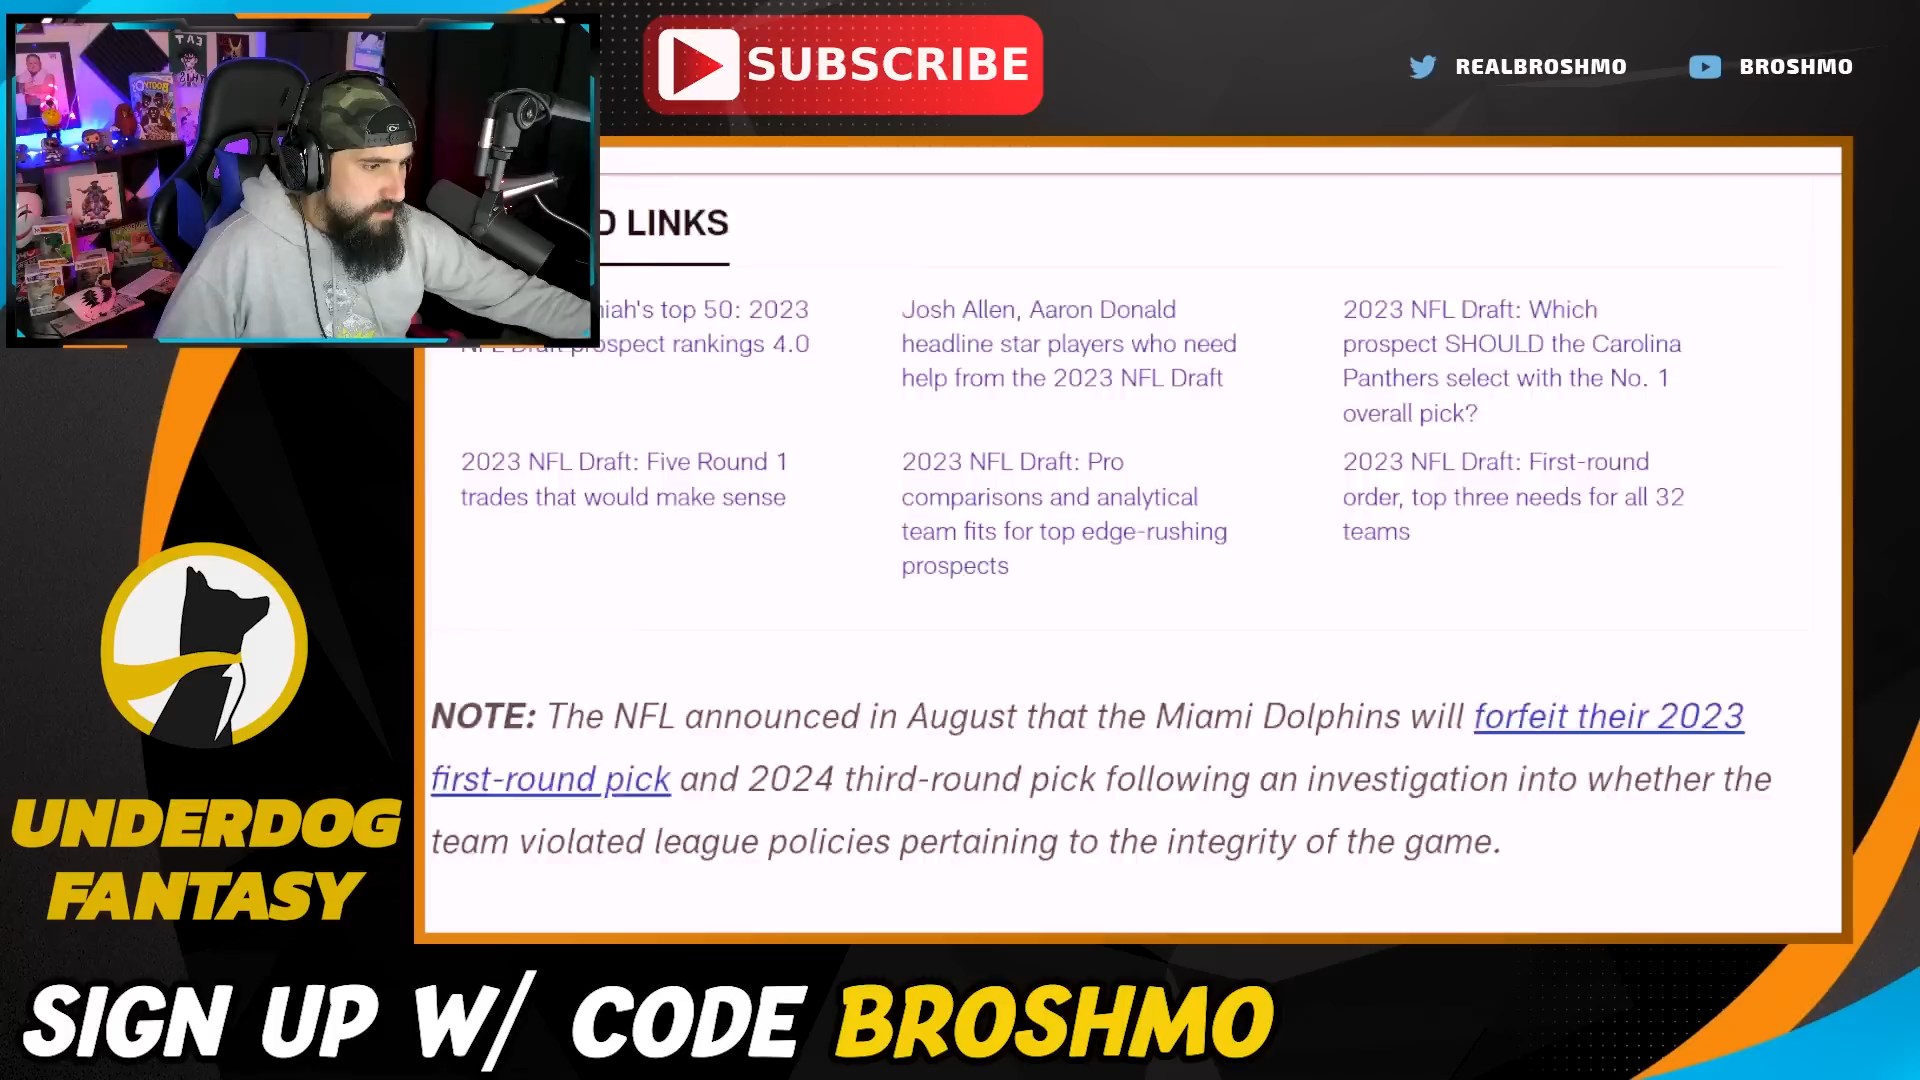 SUBSCRIBE
REALBROSHMO
BROSHMO
D LINKS
niah's top 50: 2023
NFL Draft prospect rankings 4.0
Josh Allen, Aaron Donald
headline star players who need
help from the 2023 NFL Draft
2023 NFL Draft: Which
prospect SHOULD the Carolina
Panthers select with the No. 1
overall pick?
2023 NFL Draft: Five Round 1
trades that would make sense
2023 NFL Draft: Pro
comparisons and analytical
team fits for top edge-rushing
prospects
2023 NFL Draft: First-round
order, top three needs for all 32
teams
NOTE: The NFL announced in August that the Miami Dolphins will forfeit their 2023
first-round pick and 2024 third-round pick following an investigation into whether the
team violated league policies pertaining to the integrity of the game.
UNDERDOG
FANTASY
SIGN UP W/ CODE BROSHMO